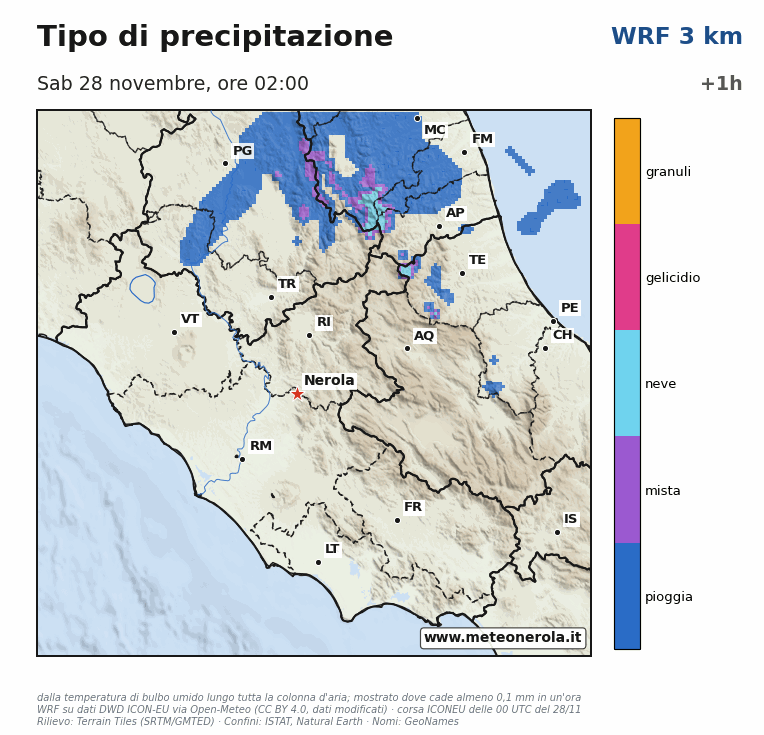 Tipo di precipitazione
WRF 3 km
Sab 28 novembre, ore 02:00
+1h
MC
FM
PG
AP
TE
TR
PE
VT
RI
AQ
CH
Nerola
RM
FR
IS
LT
www.meteonerola.it
granuli
gelicidio
neve
mista
pioggia
dalla temperatura di bulbo umido lungo tutta la colonna d'aria; mostrato dove cade almeno 0,1 mm in un'ora
WRF su dati DWD ICON-EU via Open-Meteo (CC BY 4.0, dati modificati) · corsa ICONEU delle 00 UTC del 28/11
Rilievo: Terrain Tiles (SRTM/GMTED) · Confini: ISTAT, Natural Earth · Nomi: GeoNames